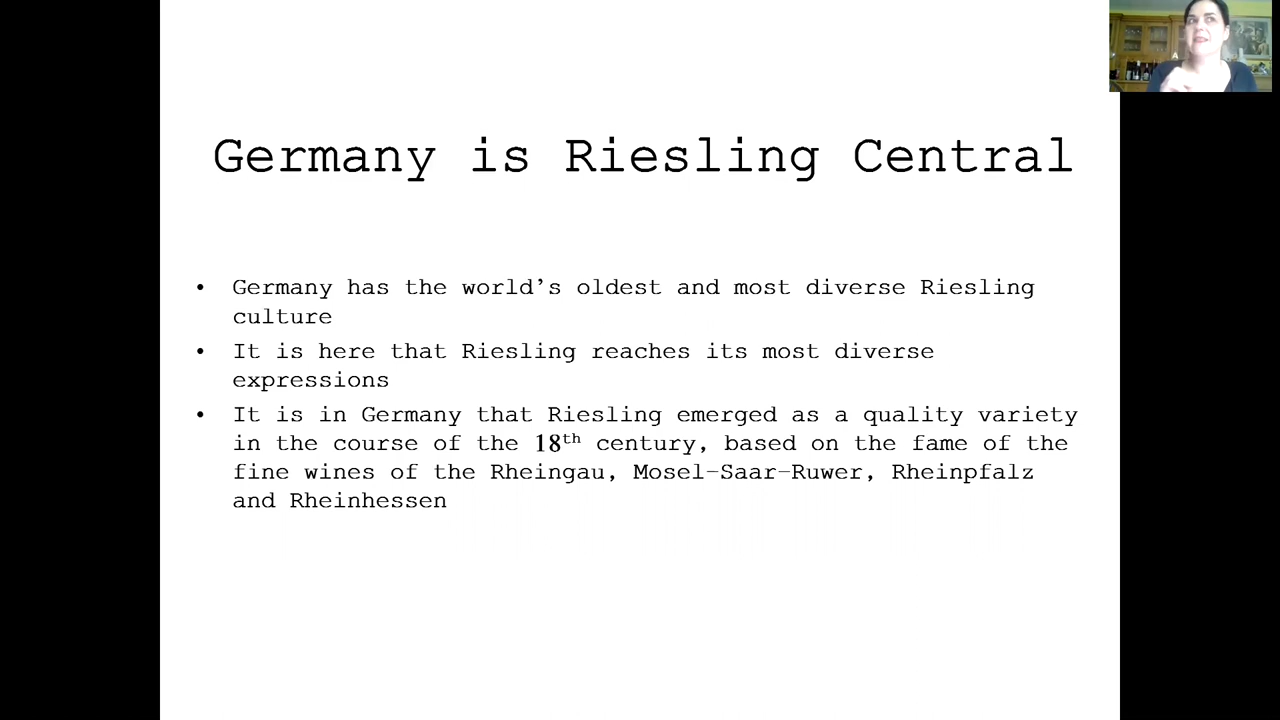 Germany is Riesling Central
• Germany has the world’s oldest and most diverse Riesling
culture
• It is here that Riesling reaches its most diverse
expressions
• It is in Germany that Riesling emerged as a quality variety
in the course of the 18th century, based on the fame of the
fine wines of the Rheingau, Mosel-Saar-Ruwer, Rheinpfalz
and Rheinhessen